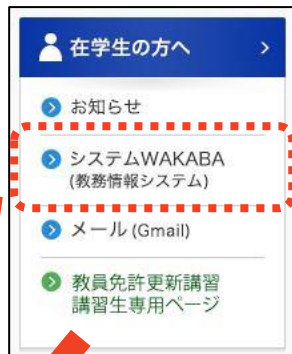 在学生の方へ
お知らせ
システムWAKABA
(教務情報システム)
メール (Gmail)
教員免許更新講習
講習生専用ページ